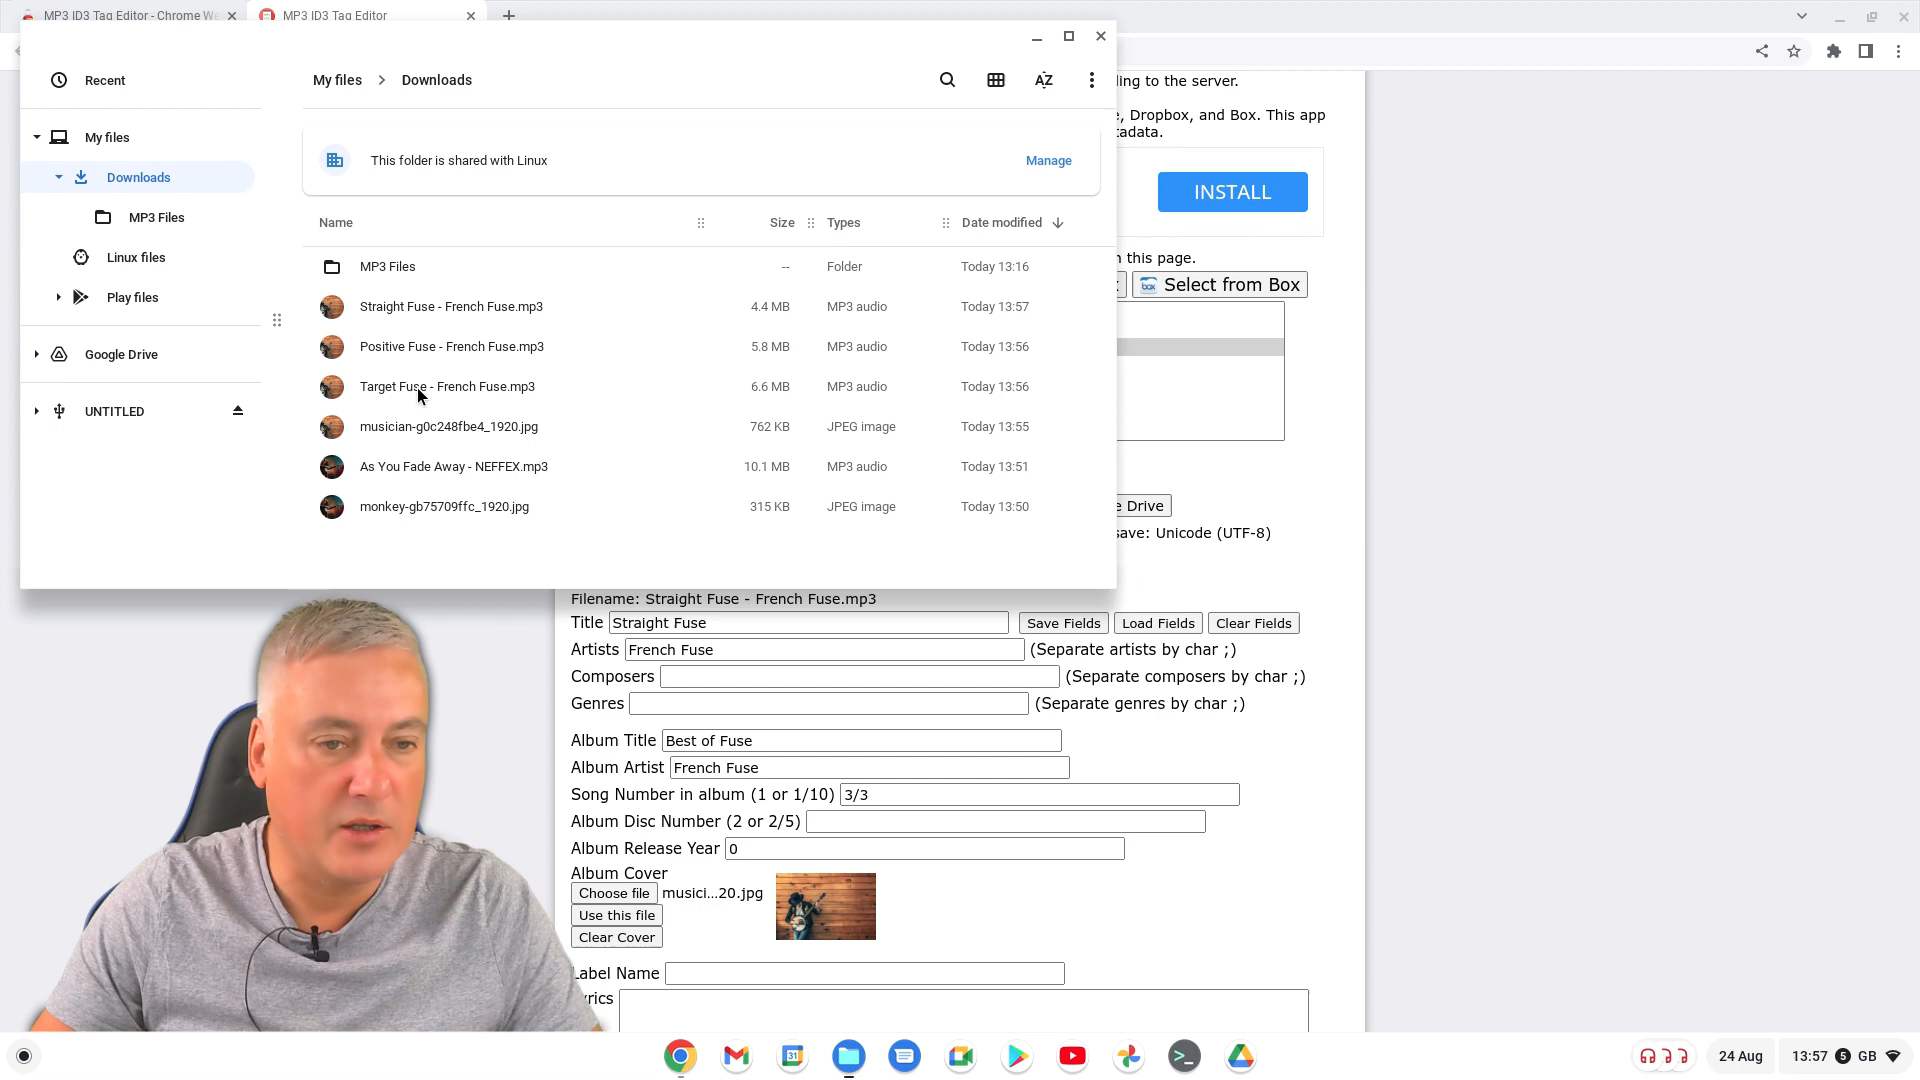 MP3 ID3 Tag Editor - Chrome We
MP3 ID3 Tag Editor
Recent
My files
Downloads
MP3 Files
Linux files
Play files
Google Drive
UNTITLED
My files > Downloads
AZ
This folder is shared with Linux
Manage
Name Size Types Date modified
MP3 Files -- Folder Today 13:16
Straight Fuse - French Fuse.mp3 4.4 MB MP3 audio Today 13:57
Positive Fuse - French Fuse.mp3 5.8 MB MP3 audio Today 13:56
Target Fuse - French Fuse.mp3 6.6 MB MP3 audio Today 13:56
musician-g0c248fbe4_1920.jpg 762 KB JPEG image Today 13:55
As You Fade Away - NEFFEX.mp3 10.1 MB MP3 audio Today 13:51
monkey-gb75709ffc_1920.jpg 315 KB JPEG image Today 13:50
ling to the server.
, Dropbox, and Box. This app
adata.
INSTALL
this page.
box Select from Box
e Drive
save: Unicode (UTF-8)
Filename: Straight Fuse - French Fuse.mp3
Title Straight Fuse Save Fields Load Fields Clear Fields
Artists French Fuse (Separate artists by char ;)
Composers (Separate composers by char ;)
Genres (Separate genres by char ;)
Album Title Best of Fuse
Album Artist French Fuse
Song Number in album (1 or 1/10) 3/3
Album Disc Number (2 or 2/5)
Album Release Year 0
Album Cover
Choose file musici...20.jpg
Use this file
Clear Cover
Label Name
yrics
31
24 Aug 13:57 5 GB